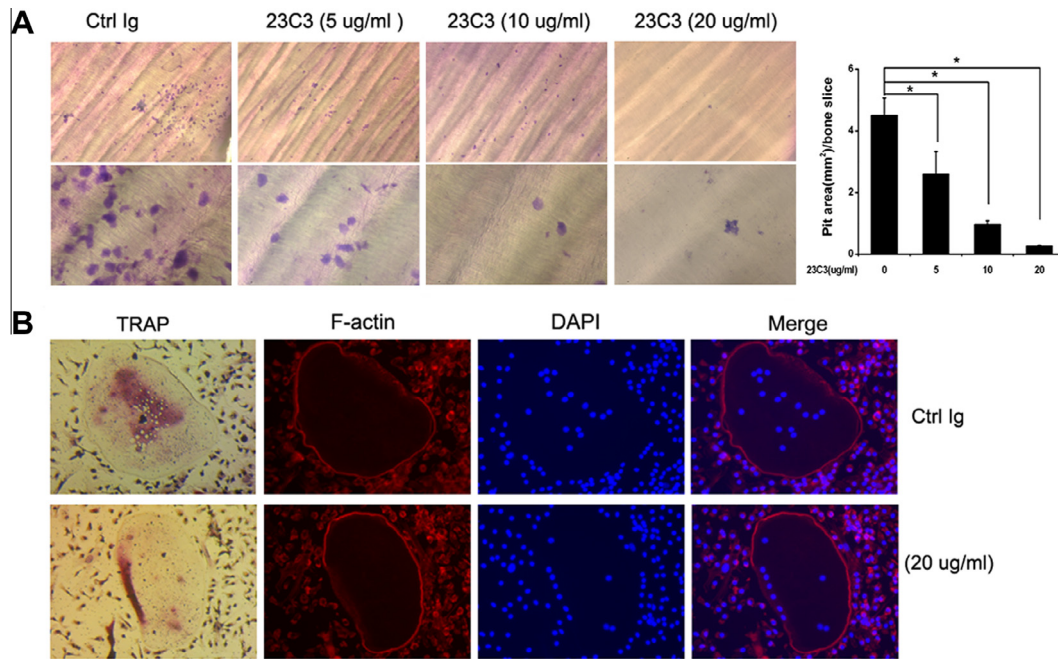 A
Ctrl Ig
23C3 (5 ug/ml )
23C3 (10 ug/ml)
23C3 (20 ug/ml)
Pit area(mm²)/bone slice
6
4
2
0
*
*
*
23C3(ug/ml)
0
5
10
20
B
TRAP
F-actin
DAPI
Merge
Ctrl Ig
(20 ug/ml)